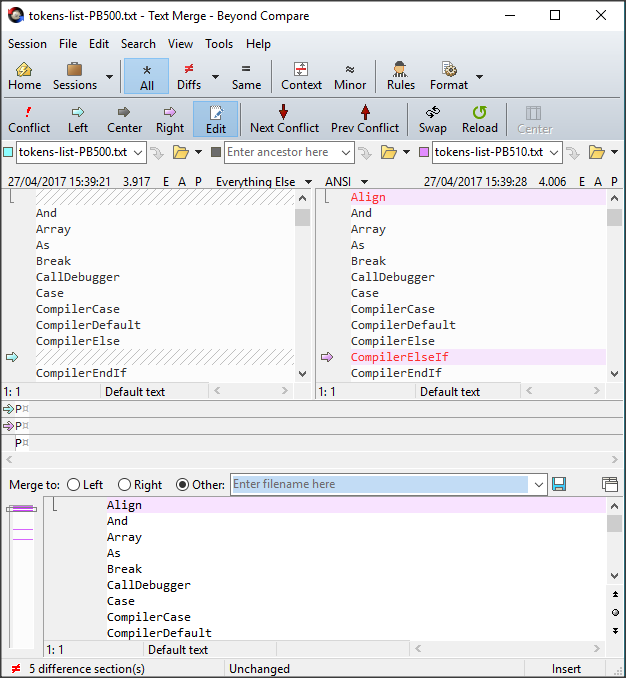 tokens-list-PB500.txt - Text Merge - Beyond Compare
Session File Edit Search View Tools Help
Home Sessions All Diffs Same Context Minor Rules Format
Conflict Left Center Right Edit Next Conflict Prev Conflict Swap Reload Center
tokens-list-PB500.txt Enter ancestor here tokens-list-PB510.txt
27/04/2017 15:39:21 3.917 E A P Everything Else ANSI 27/04/2017 15:39:28 4.006 E A P
And
Array
As
Break
CallDebugger
Case
CompilerCase
CompilerDefault
CompilerElse
CompilerEndIf
1: 1 Default text
Align
And
Array
As
Break
CallDebugger
Case
CompilerCase
CompilerDefault
CompilerElse
CompilerElseIf
CompilerEndIf
1: 1 Default text
P¤
P¤
P¤
Merge to: Left Right Other: Enter filename here
Align
And
Array
As
Break
CallDebugger
Case
CompilerCase
CompilerDefault
1: 1 Default text
≠ 5 difference section(s) Unchanged Insert